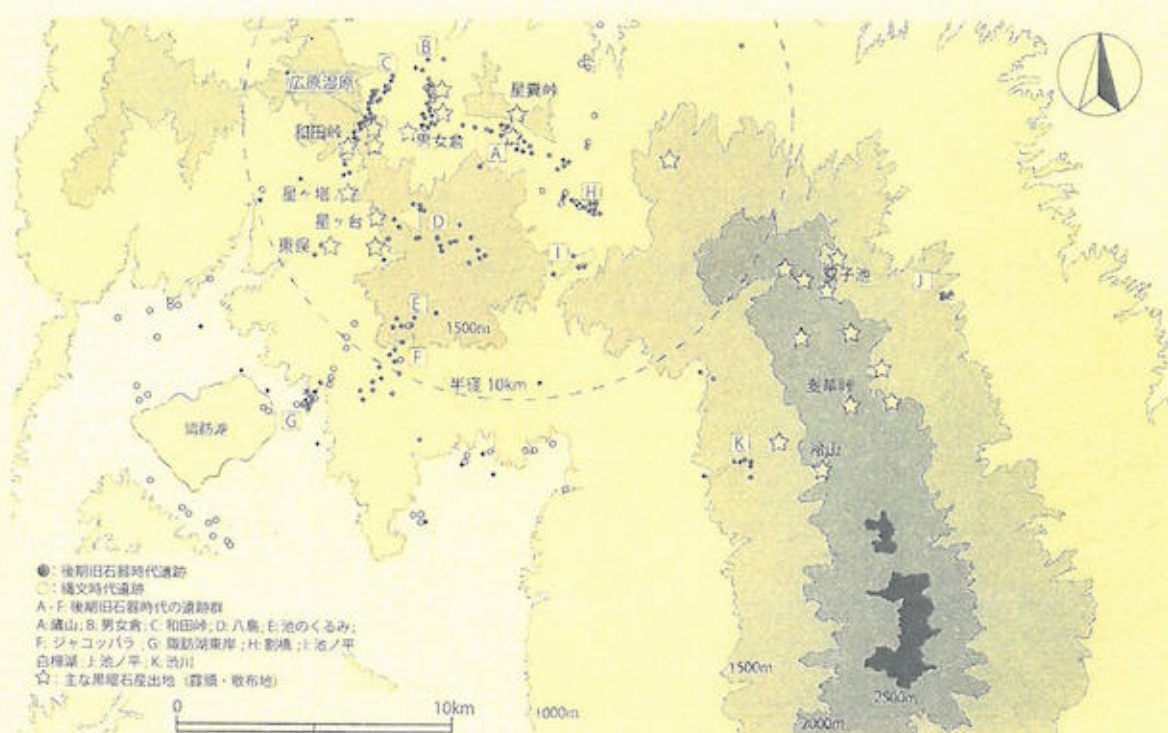 B
C
広原湿原
星糞峠
和田峠
男女倉
A
H
星ヶ塔
星ヶ台
D
東俣
I
双子池
J
E
1500m
F
半径 10km
麦草峠
諏訪湖
G
K
冷山
●: 後期旧石器時代遺跡
○: 縄文時代遺跡
A - F: 後期旧石器時代の遺跡群
A: 鷹山; B: 男女倉; C: 和田峠; D: 八島; E: 池のくるみ;
F: ジャコッパラ; G: 諏訪湖東岸; H: 割橋; I: 池ノ平
白樺湖; J: 池ノ平; K: 渋川
☆: 主な黒曜石産出地 (露頭・散布地)
0
10km
1000m
1500m
2000m
2500m